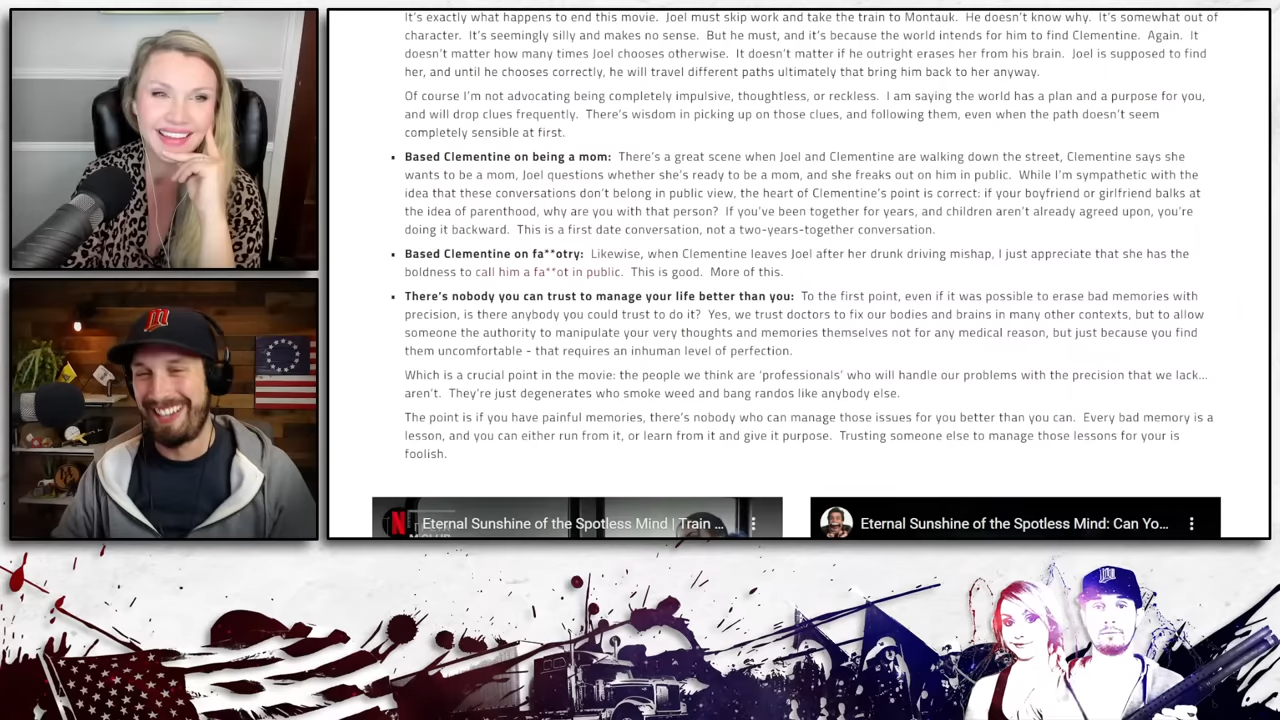 It's exactly what happens to end this movie. Joel must skip work and take the train to Montauk. He doesn't know why. It's somewhat out of
character. It's seemingly silly and makes no sense. But he must, and it's because the world intends for him to find Clementine. Again. It
doesn't matter how many times Joel chooses otherwise. It doesn't matter if he outright erases her from his brain. Joel is supposed to find
her, and until he chooses correctly, he will travel different paths ultimately that bring him back to her anyway.
Of course I'm not advocating being completely impulsive, thoughtless, or reckless. I am saying the world has a plan and a purpose for you,
and will drop clues frequently. There's wisdom in picking up on those clues, and following them, even when the path doesn't seem
completely sensible at first.
▪ Based Clementine on being a mom: There's a great scene when Joel and Clementine are walking down the street, Clementine says she
wants to be a mom, Joel questions whether she's ready to be a mom, and she freaks out on him in public. While I'm sympathetic with the
idea that these conversations don't belong in public view, the heart of Clementine's point is correct: if your boyfriend or girlfriend balks at
the idea of parenthood, why are you with that person? If you've been together for years, and children aren't already agreed upon, you're
doing it backward. This is a first date conversation, not a two-years-together conversation.
▪ Based Clementine on fa**otry: Likewise, when Clementine leaves Joel after her drunk driving mishap, I just appreciate that she has the
boldness to call him a fa**ot in public. This is good. More of this.
▪ There's nobody you can trust to manage your life better than you: To the first point, even if it was possible to erase bad memories with
precision, is there anybody you could trust to do it? Yes, we trust doctors to fix our bodies and brains in many other contexts, but to allow
someone the authority to manipulate your very thoughts and memories themselves not for any medical reason, but just because you find
them uncomfortable - that requires an inhuman level of perfection.
Which is a crucial point in the movie: the people we think are 'professionals' who will handle our problems with the precision that we lack...
aren't. They're just degenerates who smoke weed and bang randos like anybody else.
The point is if you have painful memories, there's nobody who can manage those issues for you better than you can. Every bad memory is a
lesson, and you can either run from it, or learn from it and give it purpose. Trusting someone else to manage those lessons for your is
foolish.
Eternal Sunshine of the Spotless Mind | Train ...
Eternal Sunshine of the Spotless Mind: Can Yo...